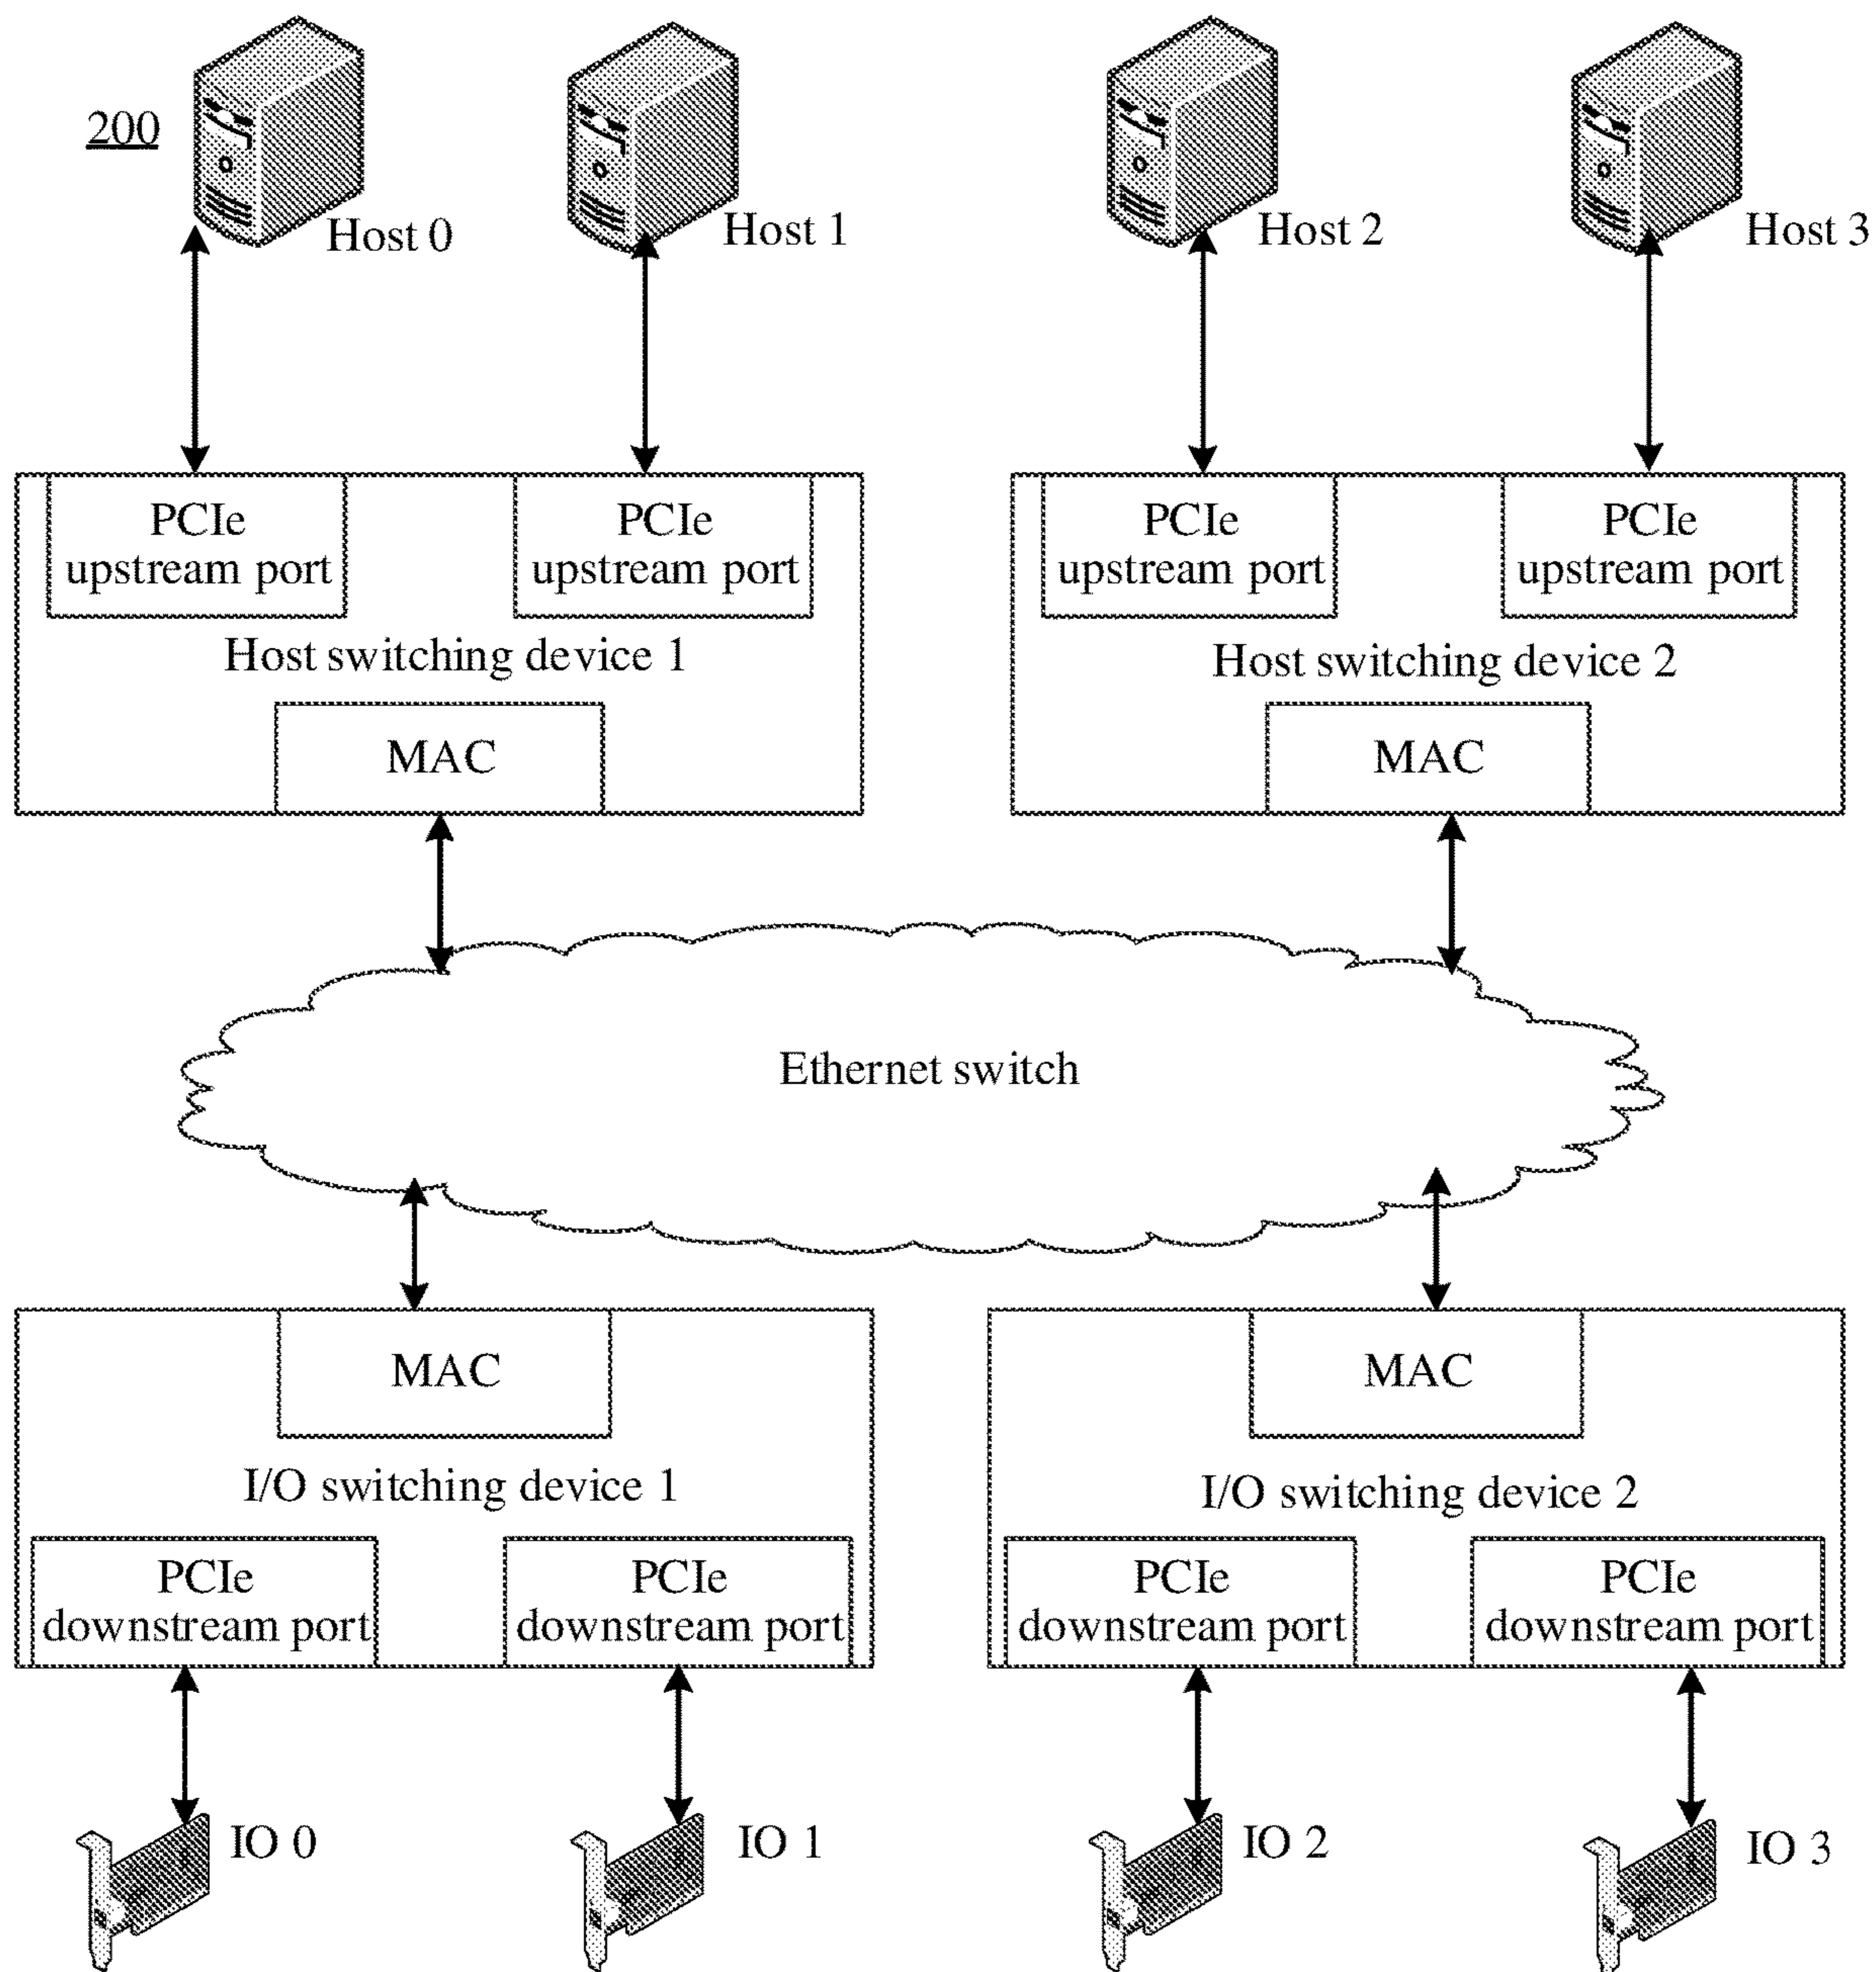 200
Host 0
Host 1
Host 2
Host 3
PCIe
upstream port
PCIe
upstream port
PCIe
upstream port
PCIe
upstream port
Host switching device 1
Host switching device 2
MAC
MAC
Ethernet switch
MAC
MAC
I/O switching device 1
I/O switching device 2
PCIe
downstream port
PCIe
downstream port
PCIe
downstream port
PCIe
downstream port
IO 0
IO 1
IO 2
IO 3